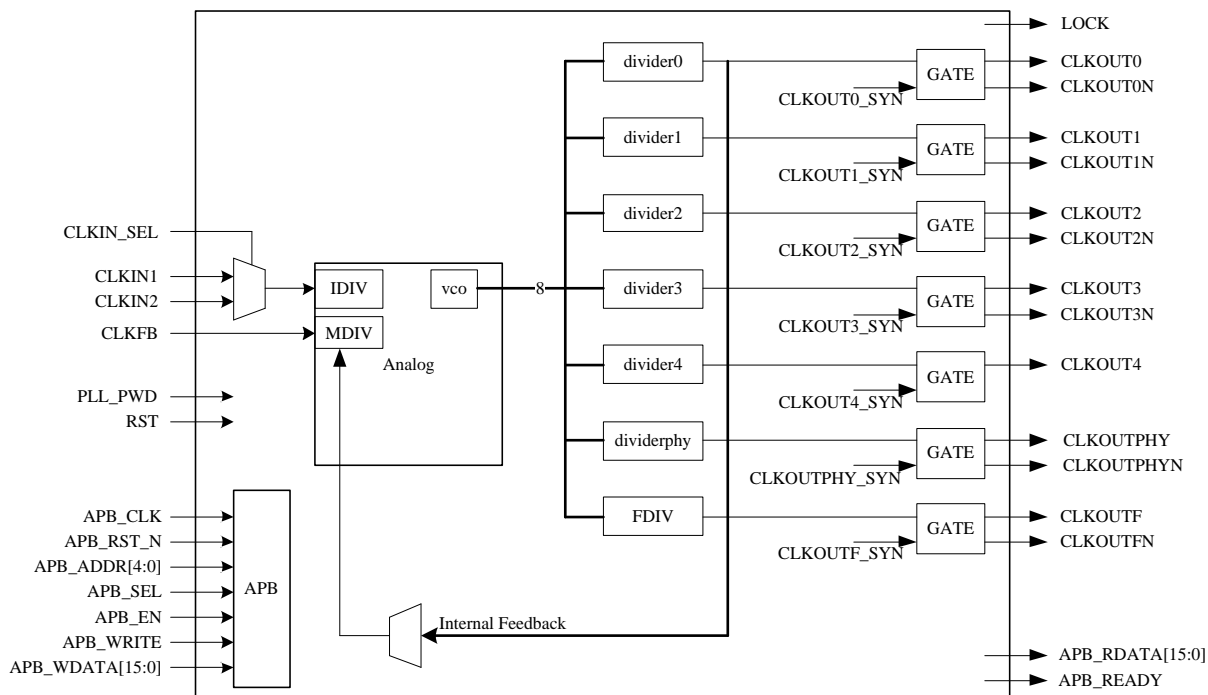 LOCK
divider0
GATE
CLKOUT0
CLKOUT0_SYN
CLKOUT0N
divider1
GATE
CLKOUT1
CLKOUT1_SYN
CLKOUT1N
divider2
GATE
CLKOUT2
CLKOUT2_SYN
CLKOUT2N
CLKIN_SEL
CLKIN1
CLKIN2
CLKFB
IDIV
MDIV
vco
Analog
8
divider3
GATE
CLKOUT3
CLKOUT3_SYN
CLKOUT3N
divider4
GATE
CLKOUT4
CLKOUT4_SYN
PLL_PWD
RST
dividerphy
GATE
CLKOUTPHY
CLKOUTPHY_SYN
CLKOUTPHYN
FDIV
GATE
CLKOUTF
CLKOUTF_SYN
CLKOUTFN
APB_CLK
APB_RST_N
APB_ADDR[4:0]
APB_SEL
APB_EN
APB_WRITE
APB_WDATA[15:0]
APB
Internal Feedback
APB_RDATA[15:0]
APB_READY